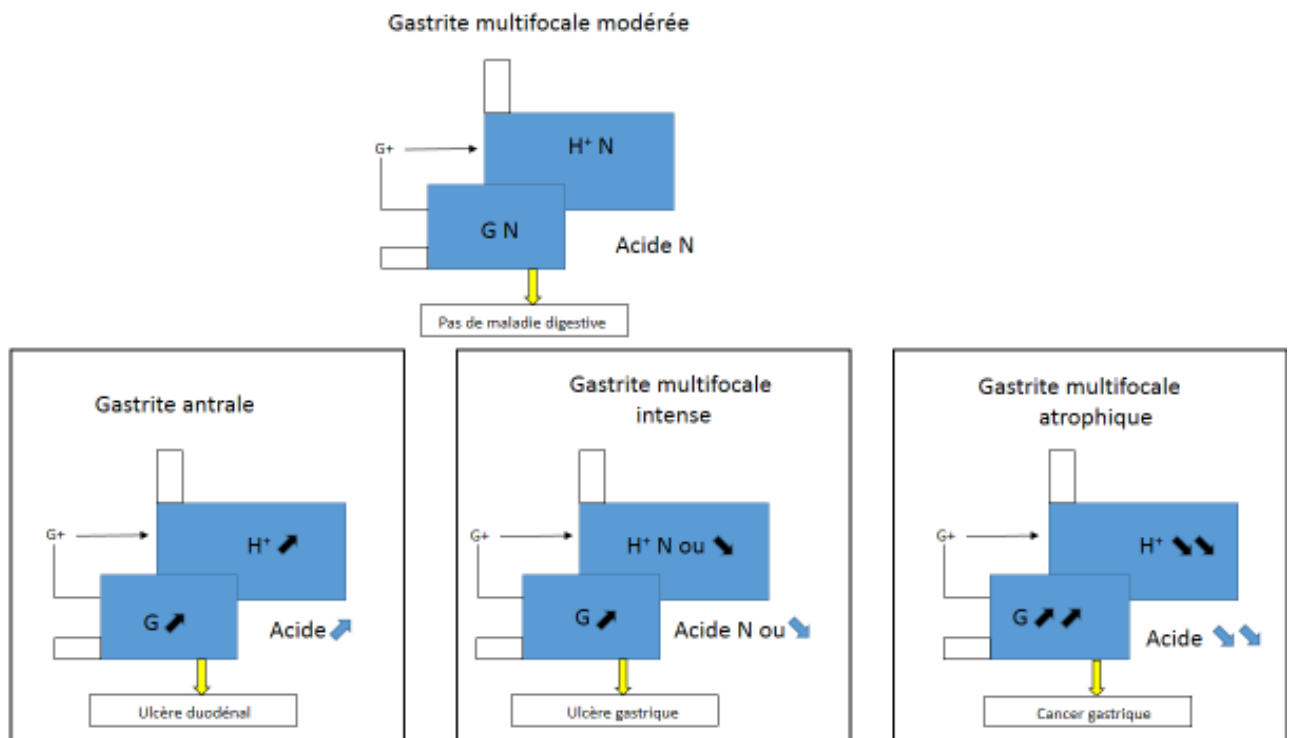 Gastrite multifocale modérée
G+
H⁺ N
G N
Acide N
Pas de maladie digestive
Gastrite antrale
G+
H⁺
G
Acide
Ulcère duodénal
Gastrite multifocale
intense
G+
H⁺ N ou
G
Acide N ou
Ulcère gastrique
Gastrite multifocale
atrophique
G+
H⁺
G
Acide
Cancer gastrique